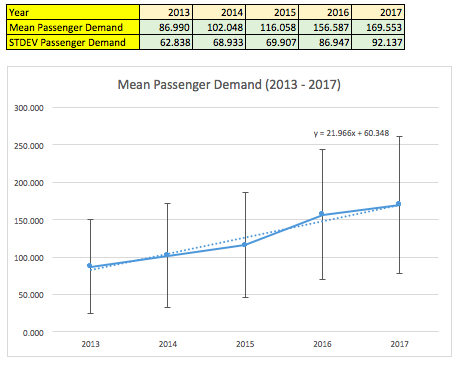 Year 2013 2014 2015 2016 2017
Mean Passenger Demand 86.990 102.048 116.058 156.587 169.553
STDEV Passenger Demand 62.838 68.933 69.907 86.947 92.137
Mean Passenger Demand (2013 - 2017)
300.000
y = 21.966x + 60.348
250.000
200.000
150.000
100.000
50.000
0.000
2013 2014 2015 2016 2017